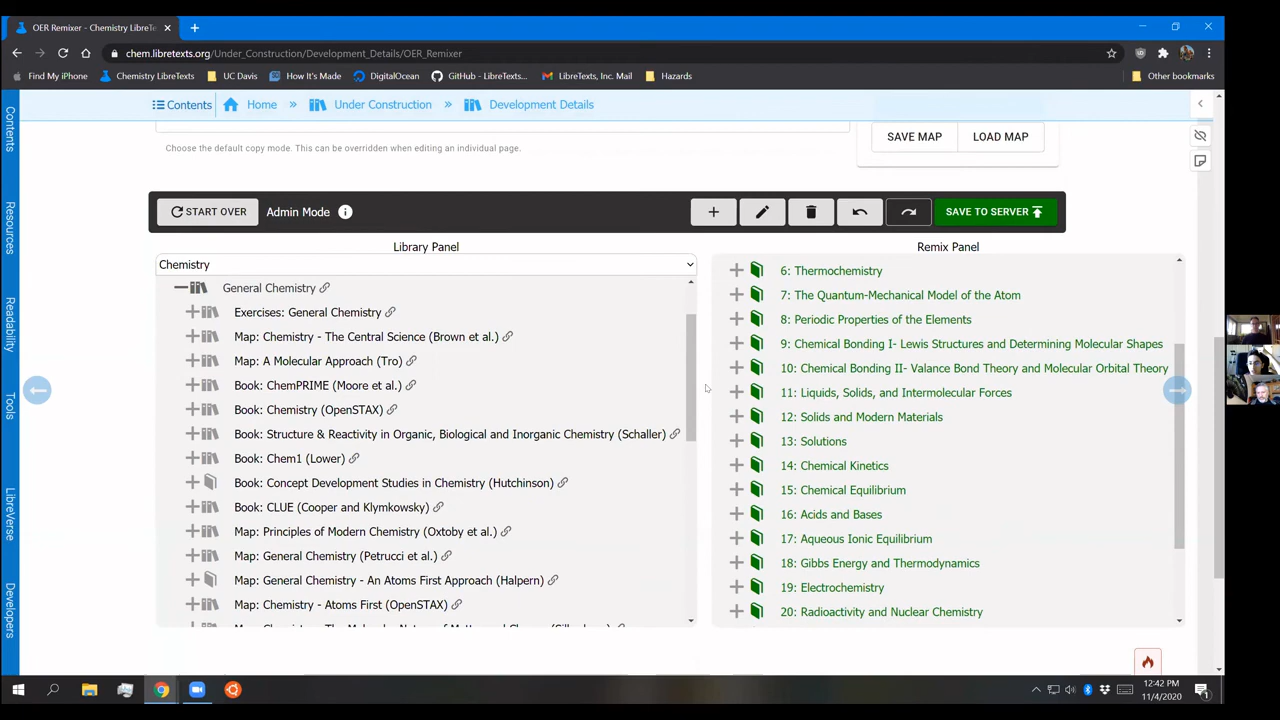 OER Remixer - Chemistry LibreTe
chem.libretexts.org/Under_Construction/Development_Details/OER_Remixer
Find My iPhone
Chemistry LibreTexts
UC Davis
How It's Made
DigitalOcean
GitHub - LibreTexts...
LibreTexts, Inc. Mail
Hazards
Other bookmarks
Contents
Home » Under Construction » Development Details
Contents
Resources
Readability
Tools
LibreVerse
Developers
Choose the default copy mode. This can be overridden when editing an individual page.
SAVE MAP
LOAD MAP
START OVER
Admin Mode
SAVE TO SERVER
Library Panel
Chemistry
General Chemistry
Exercises: General Chemistry
Map: Chemistry - The Central Science (Brown et al.)
Map: A Molecular Approach (Tro)
Book: ChemPRIME (Moore et al.)
Book: Chemistry (OpenSTAX)
Book: Structure & Reactivity in Organic, Biological and Inorganic Chemistry (Schaller)
Book: Chem1 (Lower)
Book: Concept Development Studies in Chemistry (Hutchinson)
Book: CLUE (Cooper and Klymkowsky)
Map: Principles of Modern Chemistry (Oxtoby et al.)
Map: General Chemistry (Petrucci et al.)
Map: General Chemistry - An Atoms First Approach (Halpern)
Map: Chemistry - Atoms First (OpenSTAX)
Remix Panel
6: Thermochemistry
7: The Quantum-Mechanical Model of the Atom
8: Periodic Properties of the Elements
9: Chemical Bonding I- Lewis Structures and Determining Molecular Shapes
10: Chemical Bonding II- Valance Bond Theory and Molecular Orbital Theory
11: Liquids, Solids, and Intermolecular Forces
12: Solids and Modern Materials
13: Solutions
14: Chemical Kinetics
15: Chemical Equilibrium
16: Acids and Bases
17: Aqueous Ionic Equilibrium
18: Gibbs Energy and Thermodynamics
19: Electrochemistry
20: Radioactivity and Nuclear Chemistry
12:42 PM
11/4/2020